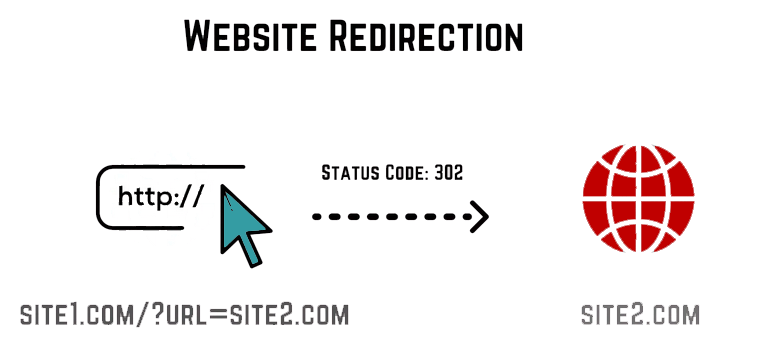 Website Redirection
Status Code: 302
http://
site1.com/?url=site2.com
site2.com